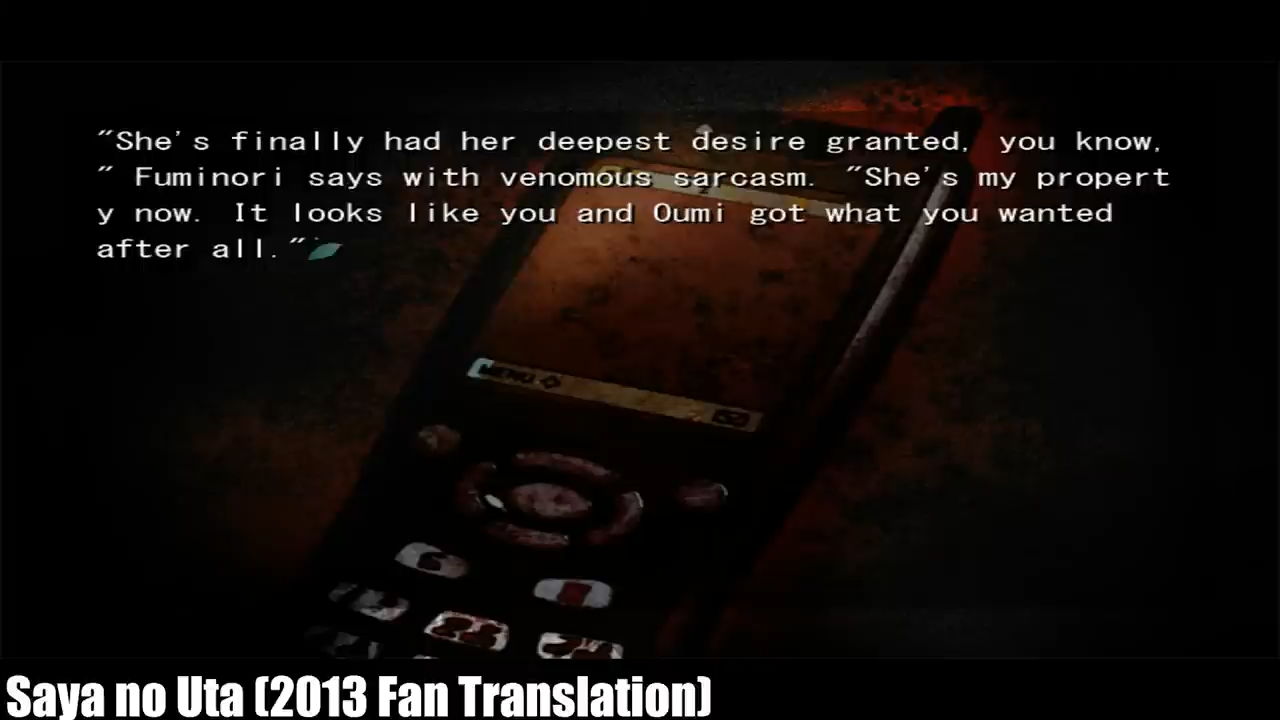 "She's finally had her deepest desire granted, you know,
" Fuminori says with venomous sarcasm. "She's my propert
y now. It looks like you and Oumi got what you wanted
after all."
MENU
Saya no Uta (2013 Fan Translation)